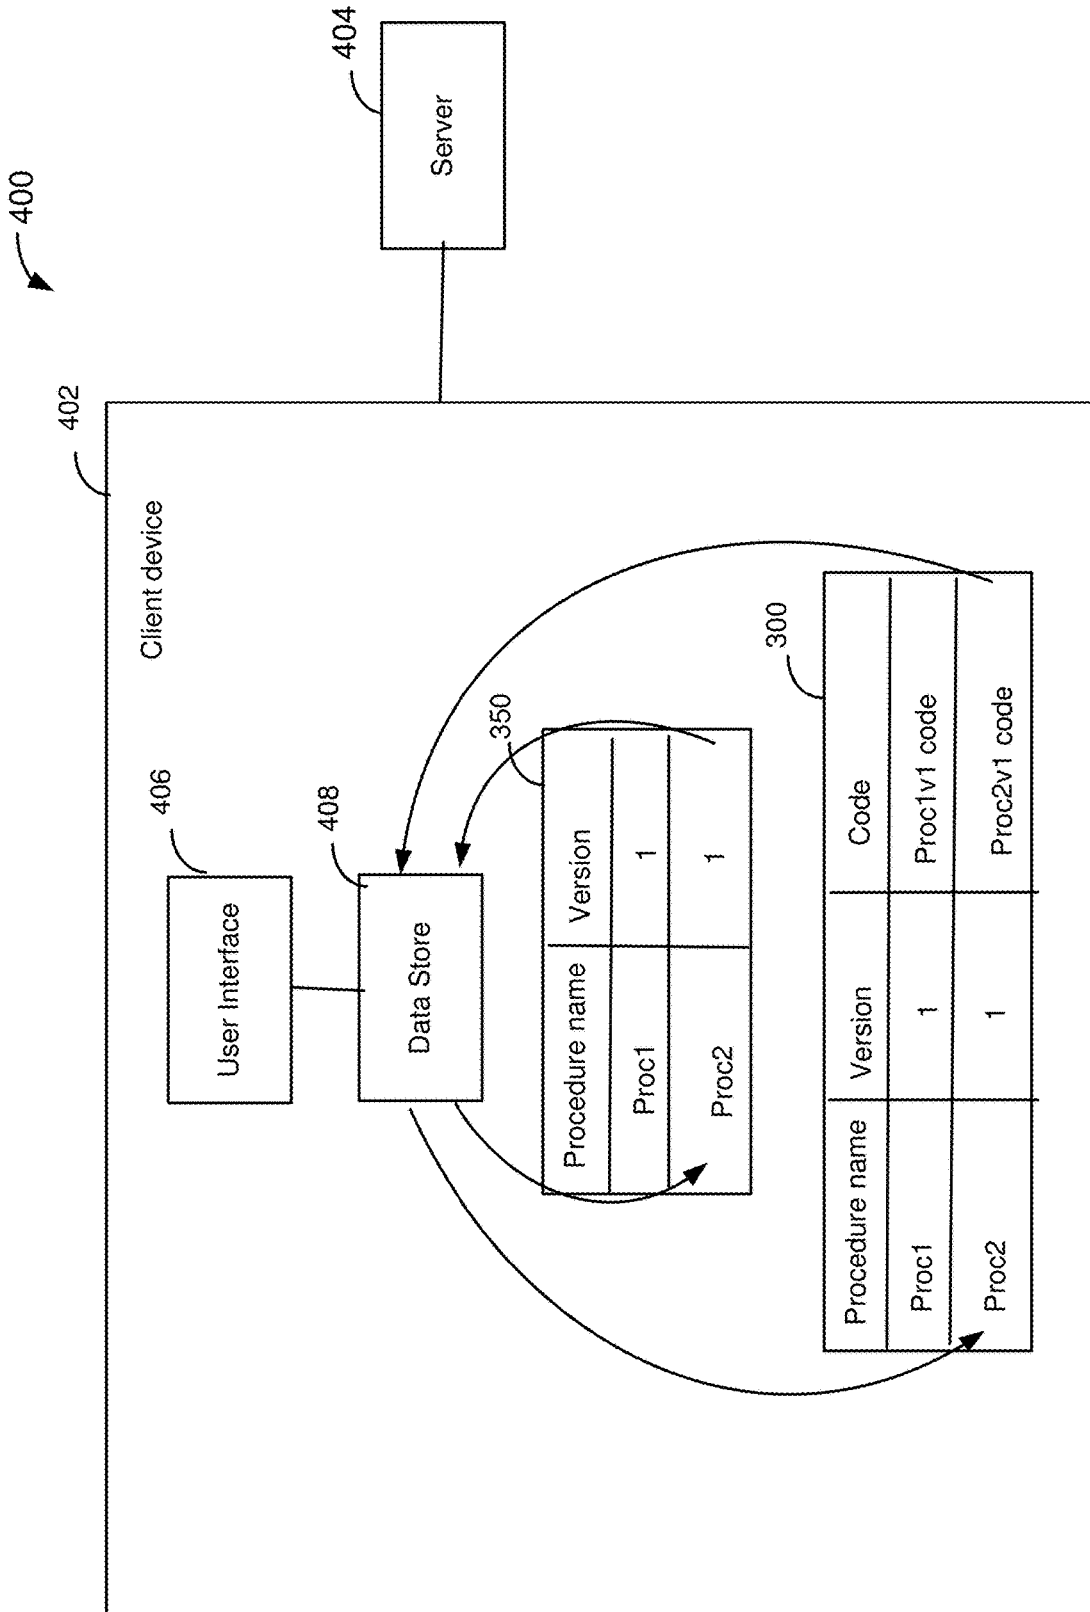 400
402
404
Client device
Server
406
User Interface
408
Data Store
350
Procedure name Version
Proc1 1
Proc2 1
300
Procedure name Version Code
Proc1 1 Proc1v1 code
Proc2 1 Proc2v1 code